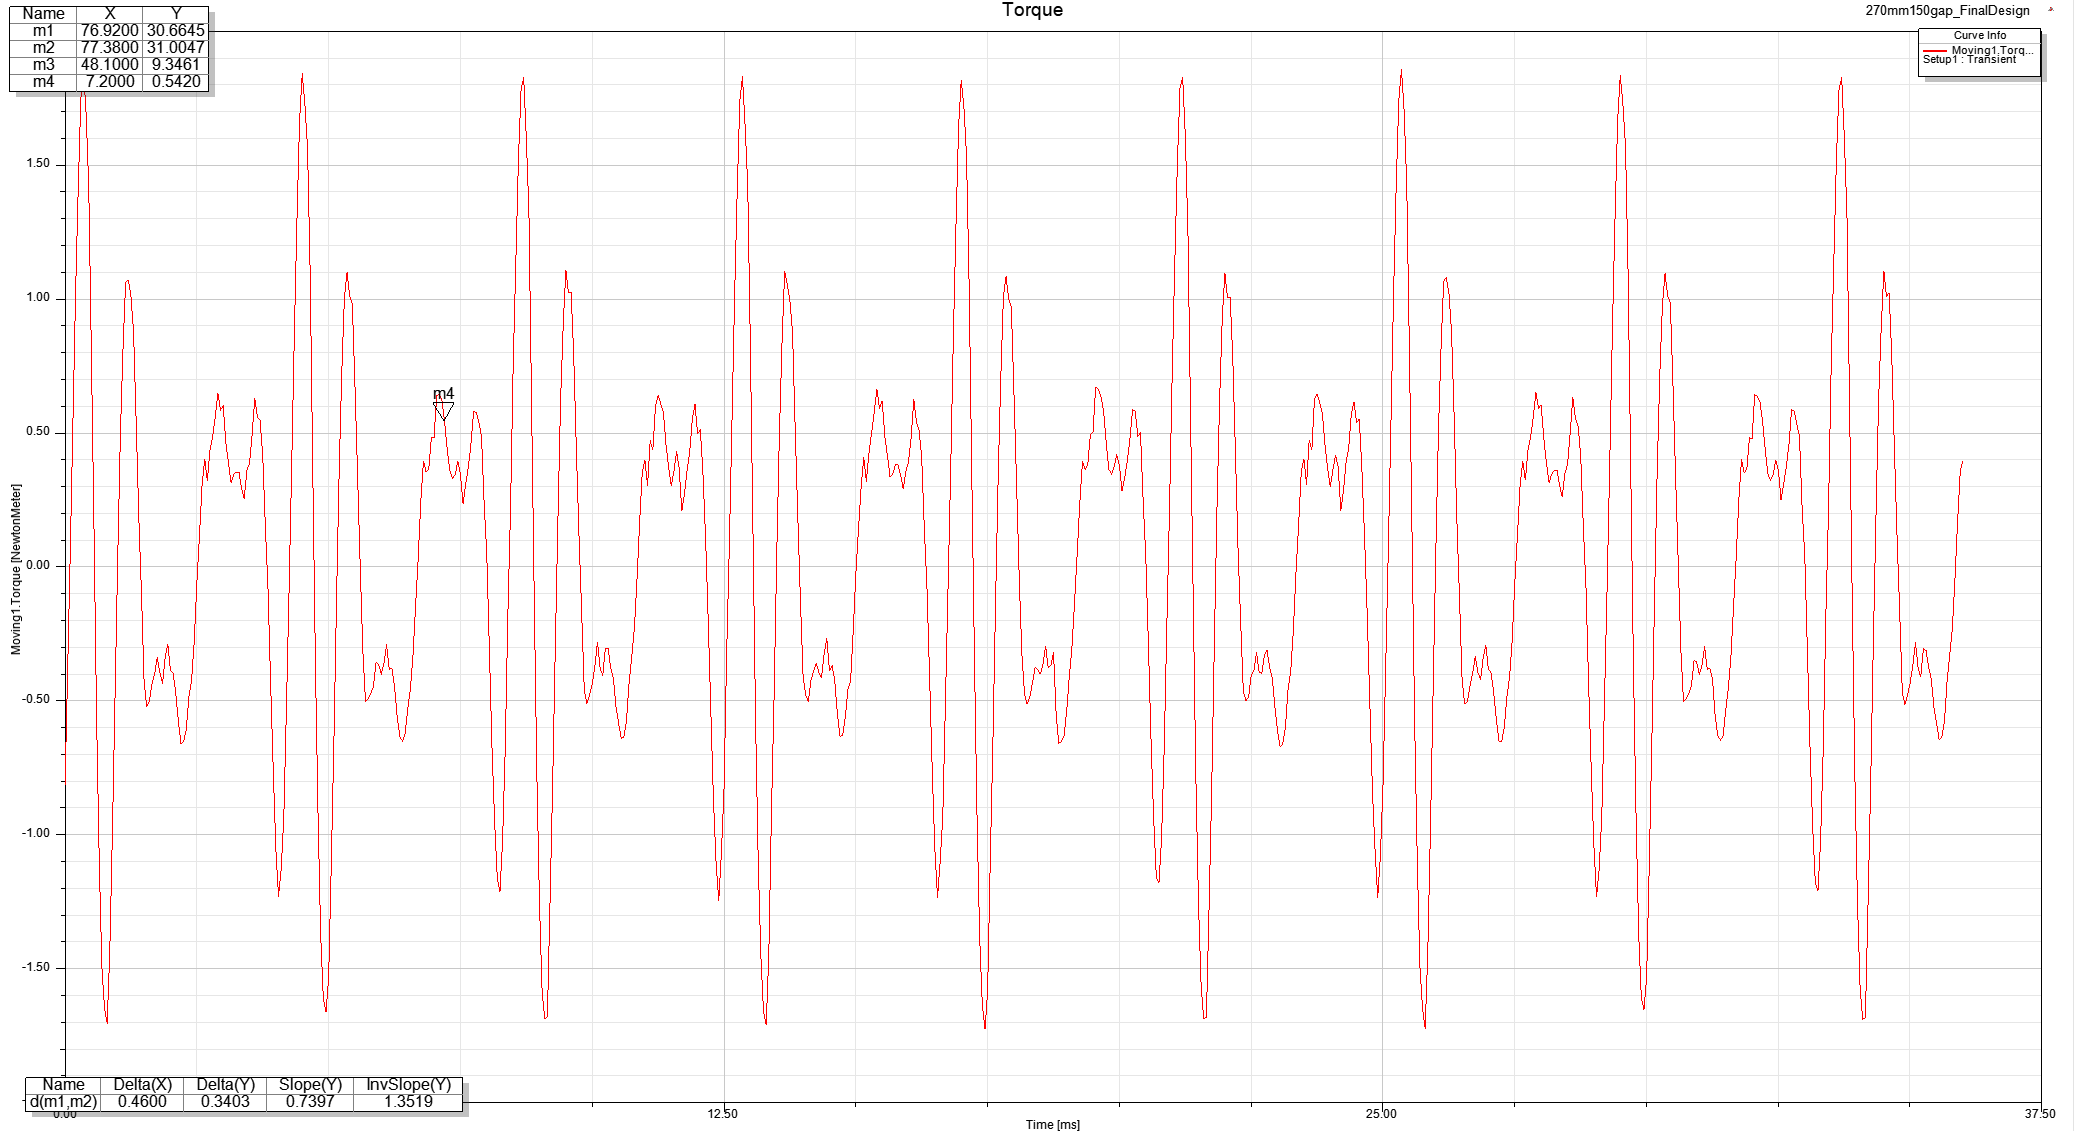 Torque
270mm150gap_FinalDesign
Name X Y
m1 76.9200 30.6645
m2 77.3800 31.0047
m3 48.1000 9.3461
m4 7.2000 0.5420
Curve Info
Moving1.Torq...
Setup1 : Transient
1.50
1.00
m4
0.50
0.00
Moving1.Torque [NewtonMeter]
-0.50
-1.00
-1.50
Name Delta(X) Delta(Y) Slope(Y) InvSlope(Y)
d(m1,m2) 0.4600 0.3403 0.7397 1.3519
0.00 12.50 25.00 37.50
Time [ms]